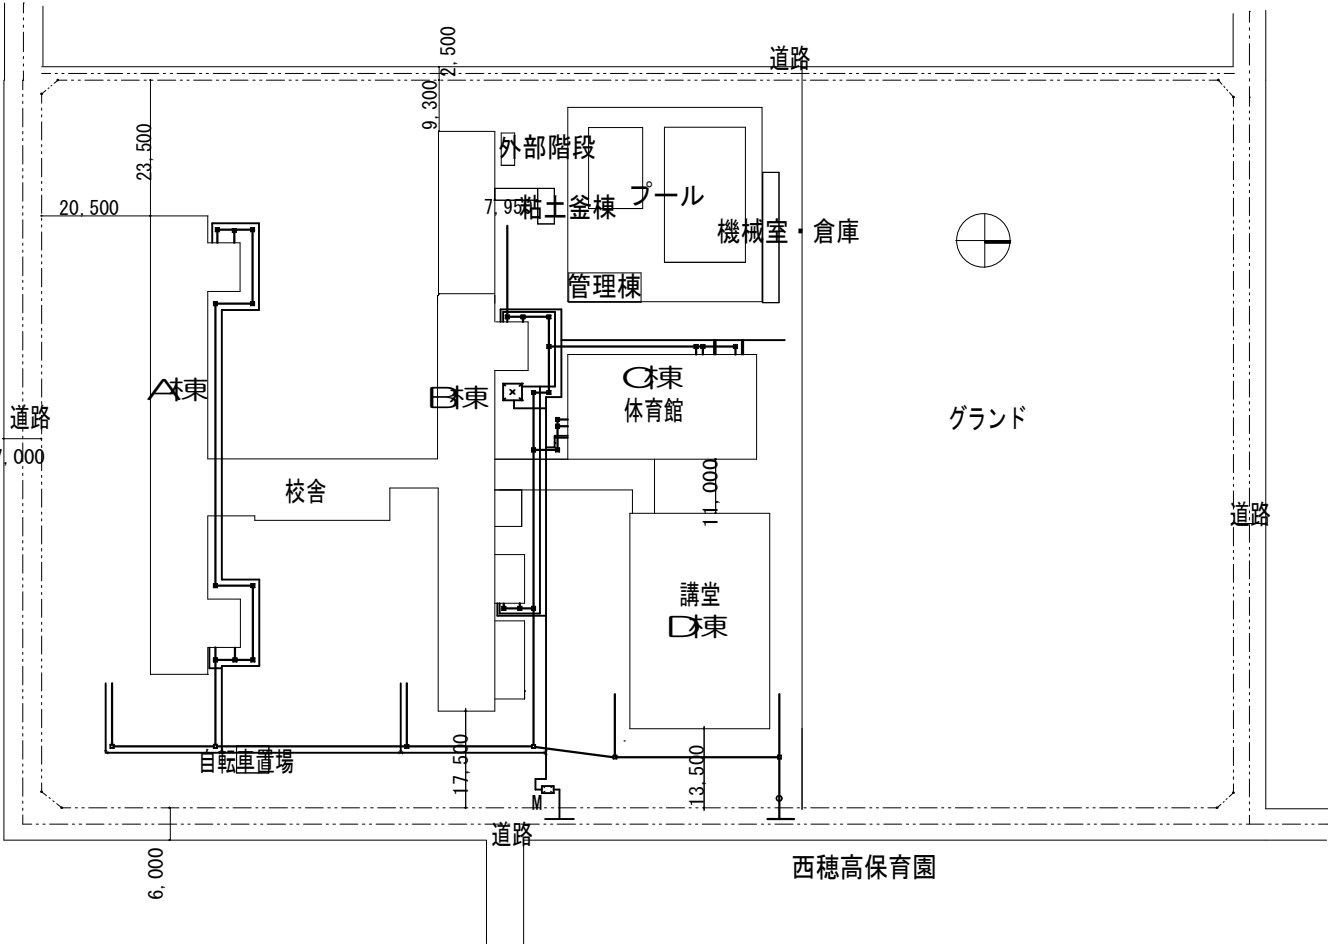 道路
2,500
9,300
23,500
外部階段
20,500
7,95
粘土釜棟
プール
機械室・倉庫
管理棟
A棟
B棟
C棟
体育館
グランド
道路
,000
校舎
11,000
道路
講堂
D棟
自転車置場
17,500
13,500
M
道路
6,000
西穂高保育園